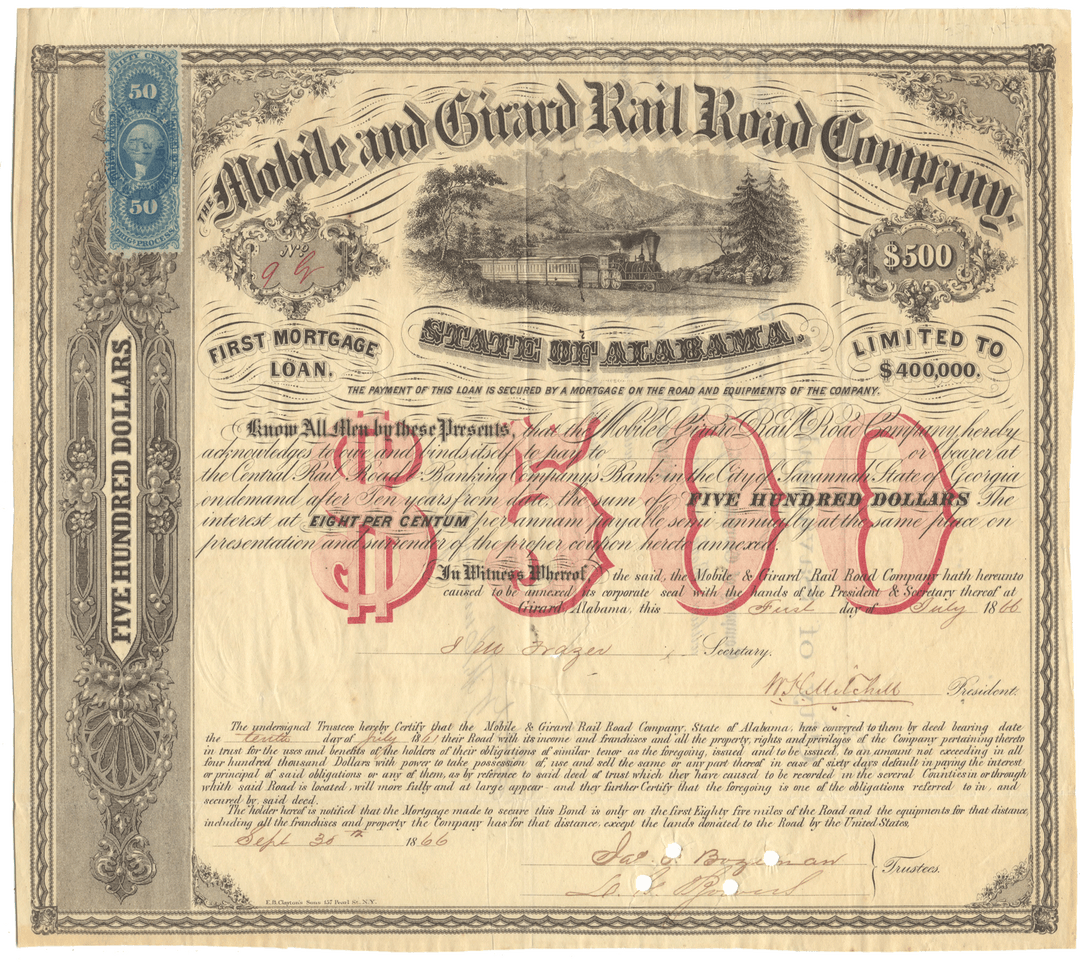 FIFTY CENTS
50
50
ORIG. PROCESS
THE Mobile and Girard Rail Road Company.
No
$500
FIRST MORTGAGE LOAN.
STATE OF ALABAMA.
LIMITED TO $400,000.
THE PAYMENT OF THIS LOAN IS SECURED BY A MORTGAGE ON THE ROAD AND EQUIPMENTS OF THE COMPANY.
$500
Know All Men by these Presents, that the Mobile & Girard Rail Road Company, hereby
acknowledges to owe and binds itself to pay to or bearer at
the Central Rail Road & Banking Company's Bank in the City of Savannah State of Georgia
on demand after Ten years from date, the sum of FIVE HUNDRED DOLLARS The
interest at EIGHT PER CENTUM per annum payable semi annually at the same place on
presentation and surrender of the proper coupon hereto annexed.
In Witness Whereof, the said, the Mobile & Girard Rail Road Company hath hereunto
caused to be annexed its corporate seal with the hands of the President & Secretary thereof at
Girard, Alabama, this First day of July 1866
Secretary.
President.
FIVE HUNDRED DOLLARS.
The undersigned Trustees hereby Certify that the Mobile & Girard Rail Road Company, State of Alabama, has conveyed to them by deed bearing date
the tenth day of July 1861 their Road with its income and franchises and all the property, rights and privileges of the Company pertaining thereto
in trust for the uses and benefits of the holders of their obligations of similar tenor as the foregoing, issued and to be issued to an amount not exceeding in all
four hundred thousand Dollars with power to take possession of, use and sell the same or any part thereof in case of sixty days default in paying the interest
or principal of said obligations or any of them, as by reference to said deed of trust which they have caused to be recorded in the several Counties in or through
which said Road is located, will more fully and at large appear and they further Certify that the foregoing is one of the obligations referred to in, and
secured by said deed.
The holder hereof is notified that the Mortgage made to secure this Bond is only on the first Eighty five miles of the Road and the equipments for that distance,
including all the franchises and property the Company has for that distance, except the lands donated to the Road by the United States.
Sept 30th 1866
Trustees.
E.B. Clayton's Sons 157 Pearl St. N.Y.